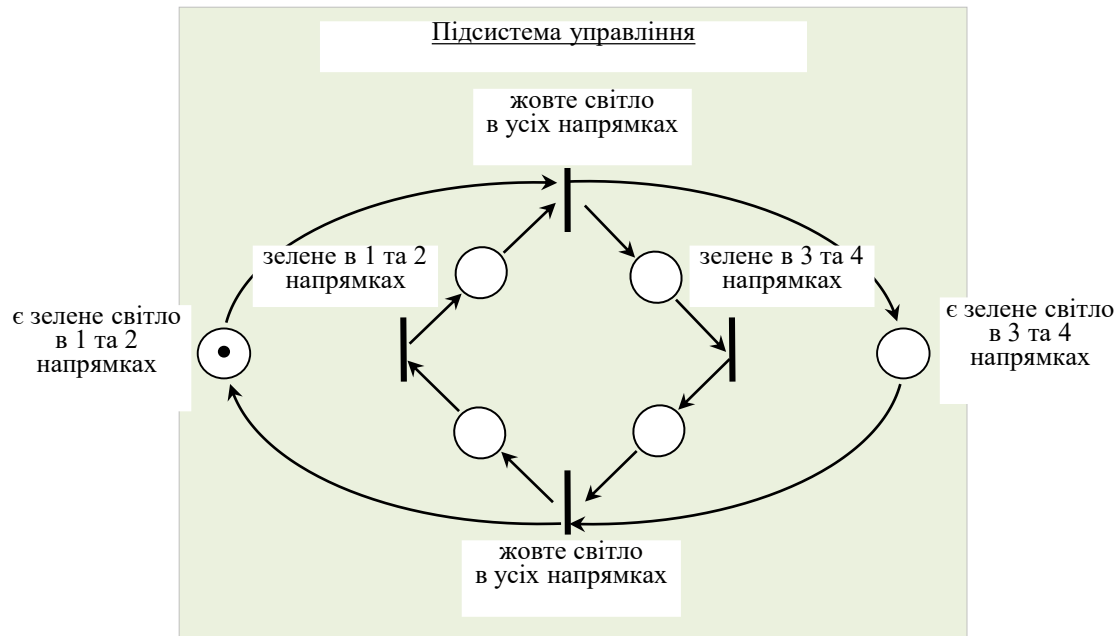 Підсистема управління
жовте світло
в усіх напрямках
зелене в 1 та 2
напрямках
зелене в 3 та 4
напрямках
є зелене світло
в 1 та 2
напрямках
є зелене світло
в 3 та 4
напрямках
жовте світло
в усіх напрямках